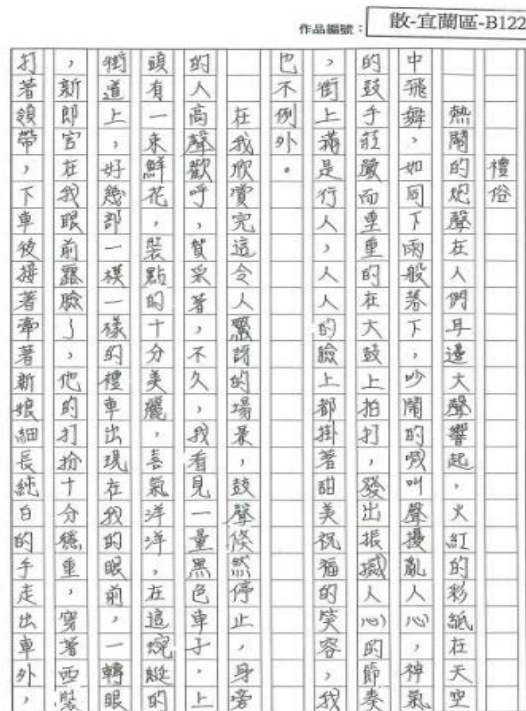 作品編號：散-宜蘭區-B122
禮俗
熱鬧的炮聲在人們耳邊大聲響起，火紅的彩紙在天空
中飛舞，如同下雨般落下，吵鬧的喊叫聲擾亂人心，神氣
的鼓手莊嚴而重重的在大鼓上拍打，發出振撼人心的節奏
，街上滿是行人，人人的臉上都掛著甜美祝福的笑容，我
也不例外。
在我欣賞完這令人驚訝的場景，鼓聲倏然停止，身旁
的人高聲歡呼，賀采著，不久，我看見一量黑色車子，上
頭有一束鮮花，裝點的十分美麗，喜氣洋洋，在這蜿蜒的
街道上，好幾部一模一樣的禮車出現在我的眼前，一轉眼
，新郎官，在我眼前露臉了，他的打扮十分穩重，穿著西裝
打著領帶，下車後接著牽著新娘細長純白的手走出車外，